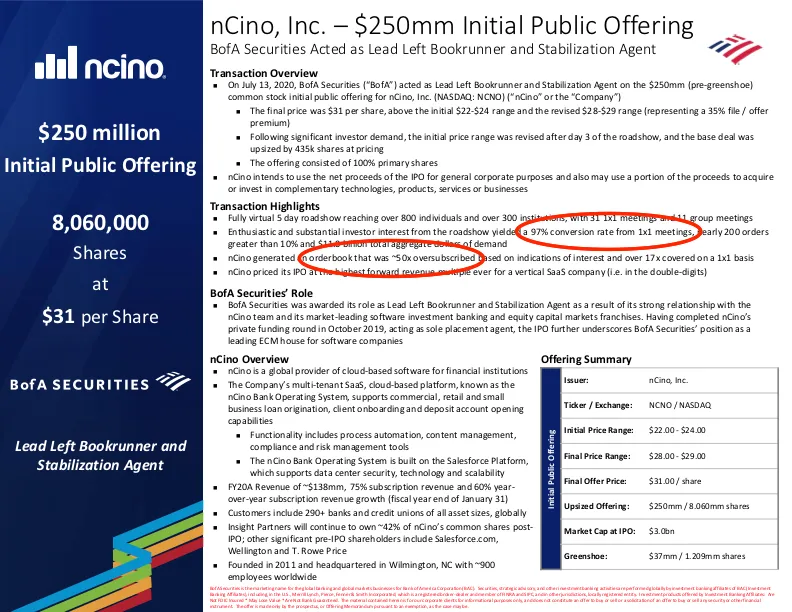 nCino, Inc. – $250mm Initial Public Offering
BofA Securities Acted as Lead Left Bookrunner and Stabilization Agent
ncino
$250 million
Initial Public Offering
8,060,000
Shares
at
$31 per Share
BofA SECURITIES
Lead Left Bookrunner and
Stabilization Agent
Transaction Overview
On July 13, 2020, BofA Securities ("BofA") acted as Lead Left Bookrunner and Stabilization Agent on the $250mm (pre-greenshoe)
common stock initial public offering for nCino, Inc. (NASDAQ: NCNO) ("nCino" or the "Company")
The final price was $31 per share, above the initial $22-$24 range and the revised $28-$29 range (representing a 35% file / offer
premium)
Following significant investor demand, the initial price range was revised after day 3 of the roadshow, and the base deal was
upsized by 435k shares at pricing
The offering consisted of 100% primary shares
nCino intends to use the net proceeds of the IPO for general corporate purposes and also may use a portion of the proceeds to acquire
or invest in complementary technologies, products, services or businesses
Transaction Highlights
Fully virtual 5 day roadshow reaching over 800 individuals and over 300 institutions, with 31 1x1 meetings and 11 group meetings
Enthusiastic and substantial investor interest from the roadshow yielded a 97% conversion rate from 1x1 meetings, nearly 200 orders
greater than 10% and billion total aggregate dollars of demand
nCino generated an orderbook that was ~50x oversubscribed based on indications of interest and over 17x covered on a 1x1 basis
nCino priced its IPO at the highest forward revenue multiple ever for a vertical SaaS company (i.e. in the double-digits)
BofA Securities' Role
BofA Securities was awarded its role as Lead Left Bookrunner and Stabilization Agent as a result of its strong relationship with the
nCino team and its market-leading software investment banking and equity capital markets franchises. Having completed nCino's
private funding round in October 2019, acting as sole placement agent, the IPO further underscores BofA Securities' position as a
leading ECM house for software companies
nCino Overview
nCino is a global provider of cloud-based software for financial institutions
The Company's multi-tenant SaaS, cloud-based platform, known as the
nCino Bank Operating System, supports commercial, retail and small
business loan origination, client onboarding and deposit account opening
capabilities
Functionality includes process automation, content management,
compliance and risk management tools
The nCino Bank Operating System is built on the Salesforce Platform,
which supports data center security, technology and scalability
FY20A Revenue of ~$138mm, 75% subscription revenue and 60% year-
over-year subscription revenue growth (fiscal year end of January 31)
Customers include 290+ banks and credit unions of all asset sizes, globally
Insight Partners will continue to own ~42% of nCino's common shares post-
IPO; other significant pre-IPO shareholders include Salesforce.com,
Wellington and T. Rowe Price
Founded in 2011 and headquartered in Wilmington, NC with ~900
employees worldwide
Offering Summary
Initial Public Offering
Issuer: nCino, Inc.
Ticker / Exchange: NCNO / NASDAQ
Initial Price Range: $22.00 - $24.00
Final Price Range: $28.00 - $29.00
Final Offer Price: $31.00 / share
Upsized Offering: $250mm / 8.060mm shares
Market Cap at IPO: $3.0bn
Greenshoe: $37mm / 1.209mm shares